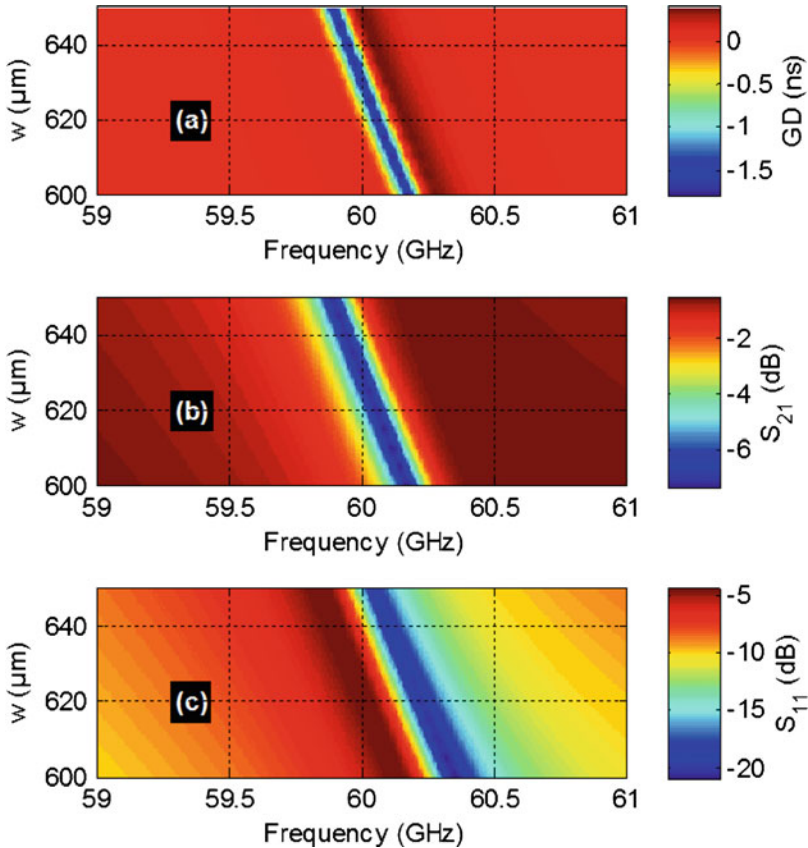 640
620
600
w (μm)
(a)
59
59.5
60
60.5
61
Frequency (GHz)
0
-0.5
-1
-1.5
GD (ns)
640
620
600
w (μm)
(b)
59
59.5
60
60.5
61
Frequency (GHz)
-2
-4
-6
S21 (dB)
640
620
600
w (μm)
(c)
59
59.5
60
60.5
61
Frequency (GHz)
-5
-10
-15
-20
S11 (dB)